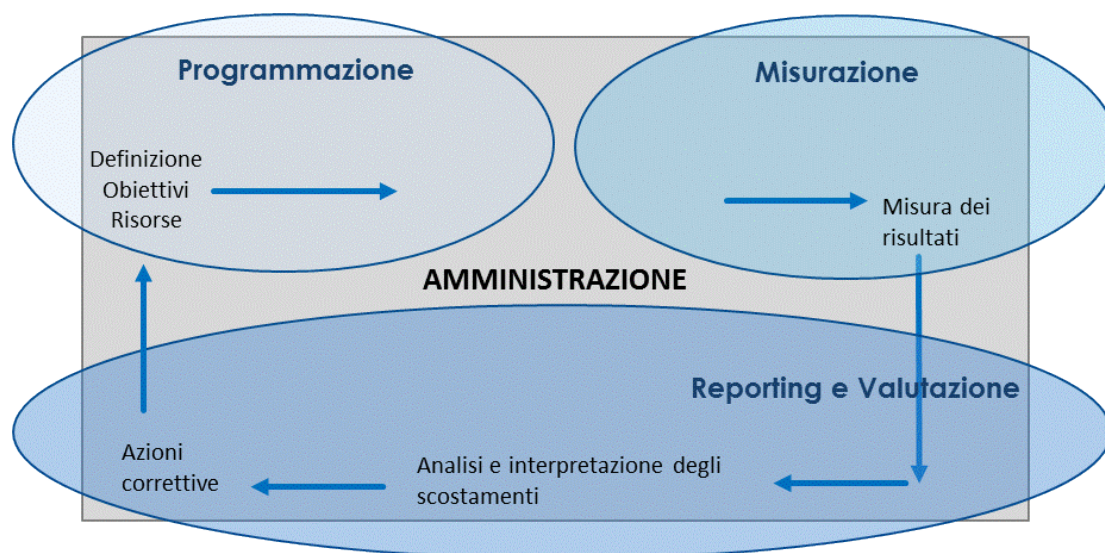 Programmazione
Misurazione
Definizione
Obiettivi
Risorse
Misura dei
risultati
AMMINISTRAZIONE
Reporting e Valutazione
Azioni
correttive
Analisi e interpretazione degli
scostamenti